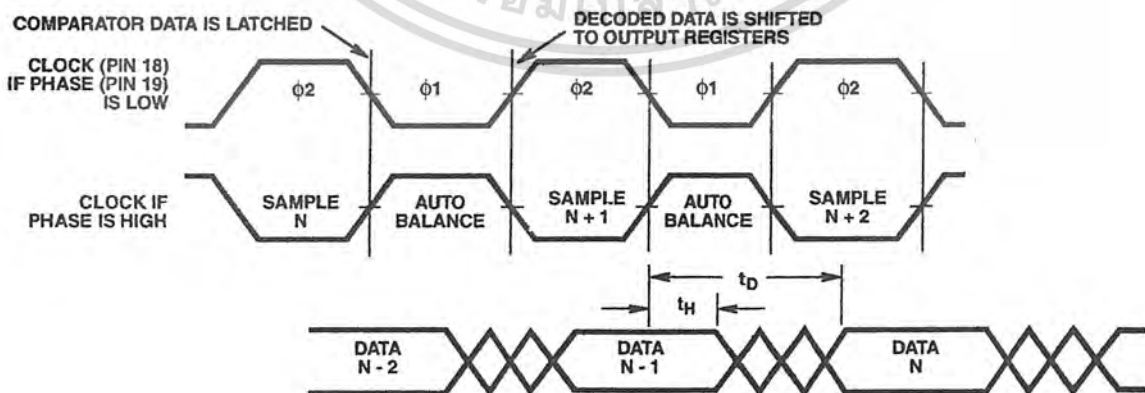 COMPARATOR DATA IS LATCHED
DECODED DATA IS SHIFTED
TO OUTPUT REGISTERS
CLOCK (PIN 18)
IF PHASE (PIN 19)
IS LOW
ϕ2
ϕ1
ϕ2
ϕ1
ϕ2
CLOCK IF
PHASE IS HIGH
SAMPLE
N
AUTO
BALANCE
SAMPLE
N + 1
AUTO
BALANCE
SAMPLE
N + 2
tD
tH
DATA
N - 2
DATA
N - 1
DATA
N